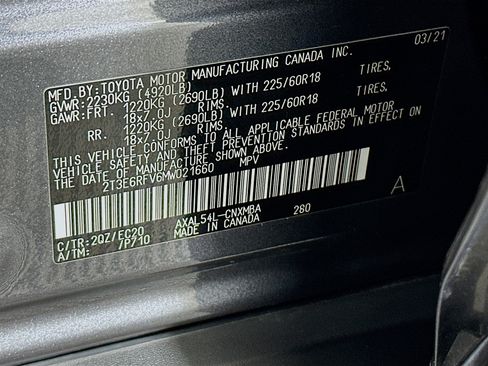 MFD.BY:TOYOTA MOTOR MANUFACTURING CANADA INC. 03/21
GVWR:2230KG (4920LB)
GAWR:FRT. 1220KG (2690LB) WITH 225/60R18 TIRES,
18x7.0J RIMS,
RR. 1220KG (2690LB) WITH 225/60R18 TIRES,
18x7.0J RIMS,
THIS VEHICLE CONFORMS TO ALL APPLICABLE FEDERAL MOTOR
VEHICLE SAFETY AND THEFT PREVENTION STANDARDS IN EFFECT ON
THE DATE OF MANUFACTURE SHOWN ABOVE.
2T3E6RFV6MW021660 MPV
A
C/TR:2QZ/EC20 AXAL54L-CNXMBA 280
A/TM: /P710 MADE IN CANADA